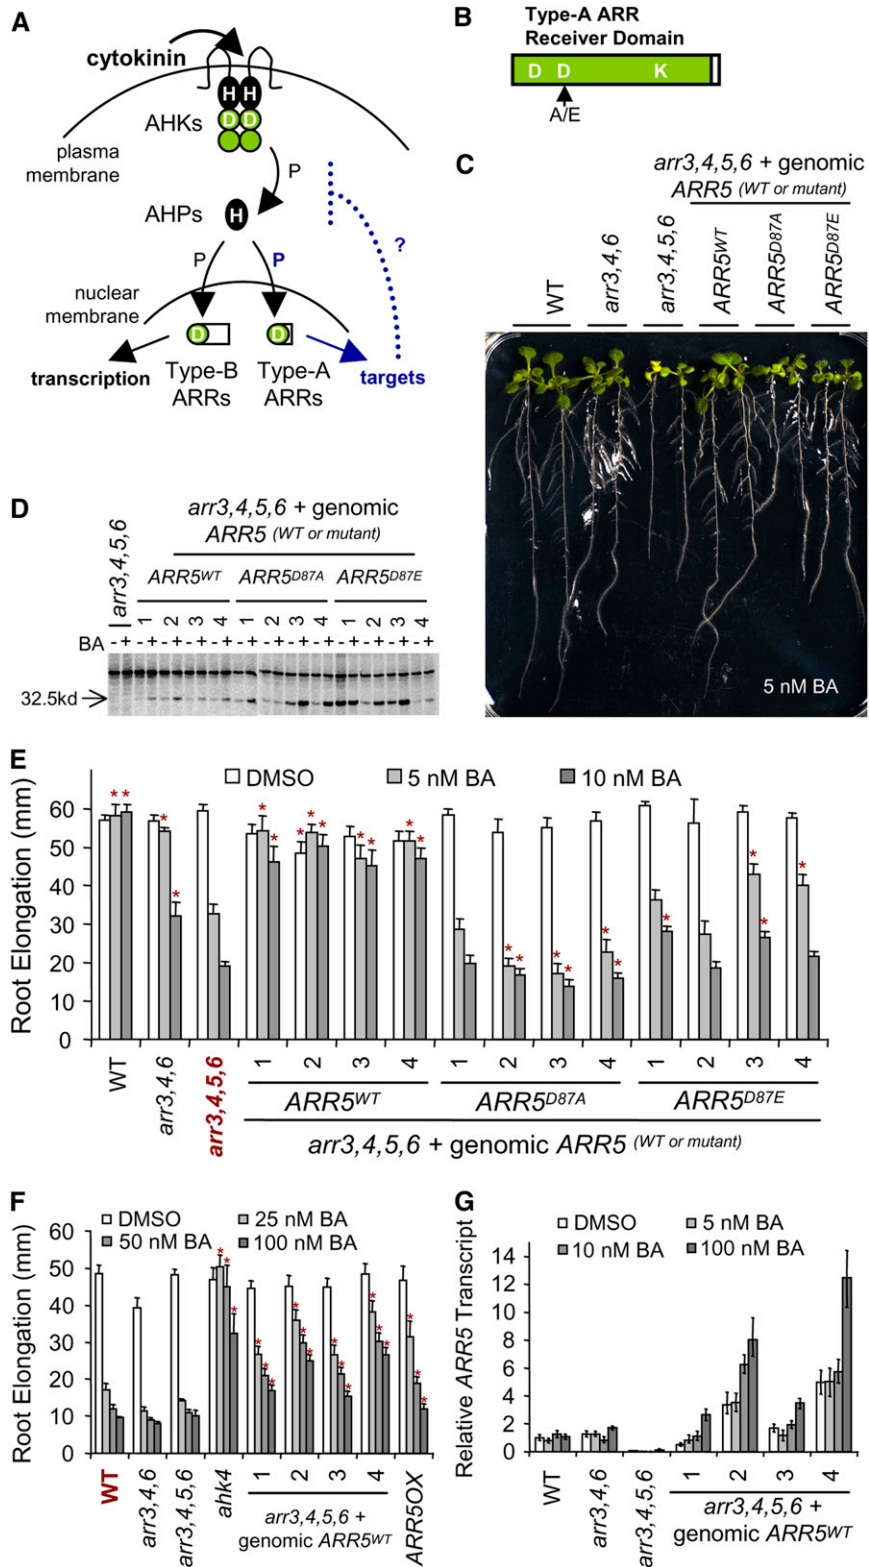 A
cytokinin
H H
D D
AHKs
plasma
membrane
P
AHPs
H
?
P
P
nuclear
membrane
D
D
transcription
Type-B
ARRs
Type-A
ARRs
targets
B
Type-A ARR
Receiver Domain
D D K
A/E
C
arr3,4,5,6 + genomic
ARR5 (WT or mutant)
WT
arr3,4,6
arr3,4,5,6
ARR5WT
ARR5D87A
ARR5D87E
5 nM BA
D
arr3,4,5,6 + genomic
ARR5 (WT or mutant)
arr3,4,5,6
ARR5WT ARR5D87A ARR5D87E
1 2 3 4 1 2 3 4 1 2 3 4
BA - + - + - + - + - + - + - + - + - + - + - + - + - +
32.5kd
E
DMSO 5 nM BA 10 nM BA
Root Elongation (mm)
60
50
40
30
20
10
0
* * * * * * * * * * * * * * * * * * * * * * * * *
WT
arr3,4,6
arr3,4,5,6
1 2 3 4 1 2 3 4 1 2 3 4
ARR5WT ARR5D87A ARR5D87E
arr3,4,5,6 + genomic ARR5 (WT or mutant)
F
DMSO 25 nM BA
50 nM BA 100 nM BA
Root Elongation (mm)
60
50
40
30
20
10
0
* * * * * * * * * * * * * * * * * *
WT
arr3,4,6
arr3,4,5,6
ahk4
1 2 3 4
arr3,4,5,6 +
genomic ARR5WT
ARR5OX
G
DMSO 5 nM BA
10 nM BA 100 nM BA
Relative ARR5 Transcript
14
12
10
8
6
4
2
0
WT
arr3,4,6
arr3,4,5,6
1 2 3 4
arr3,4,5,6 +
genomic ARR5WT